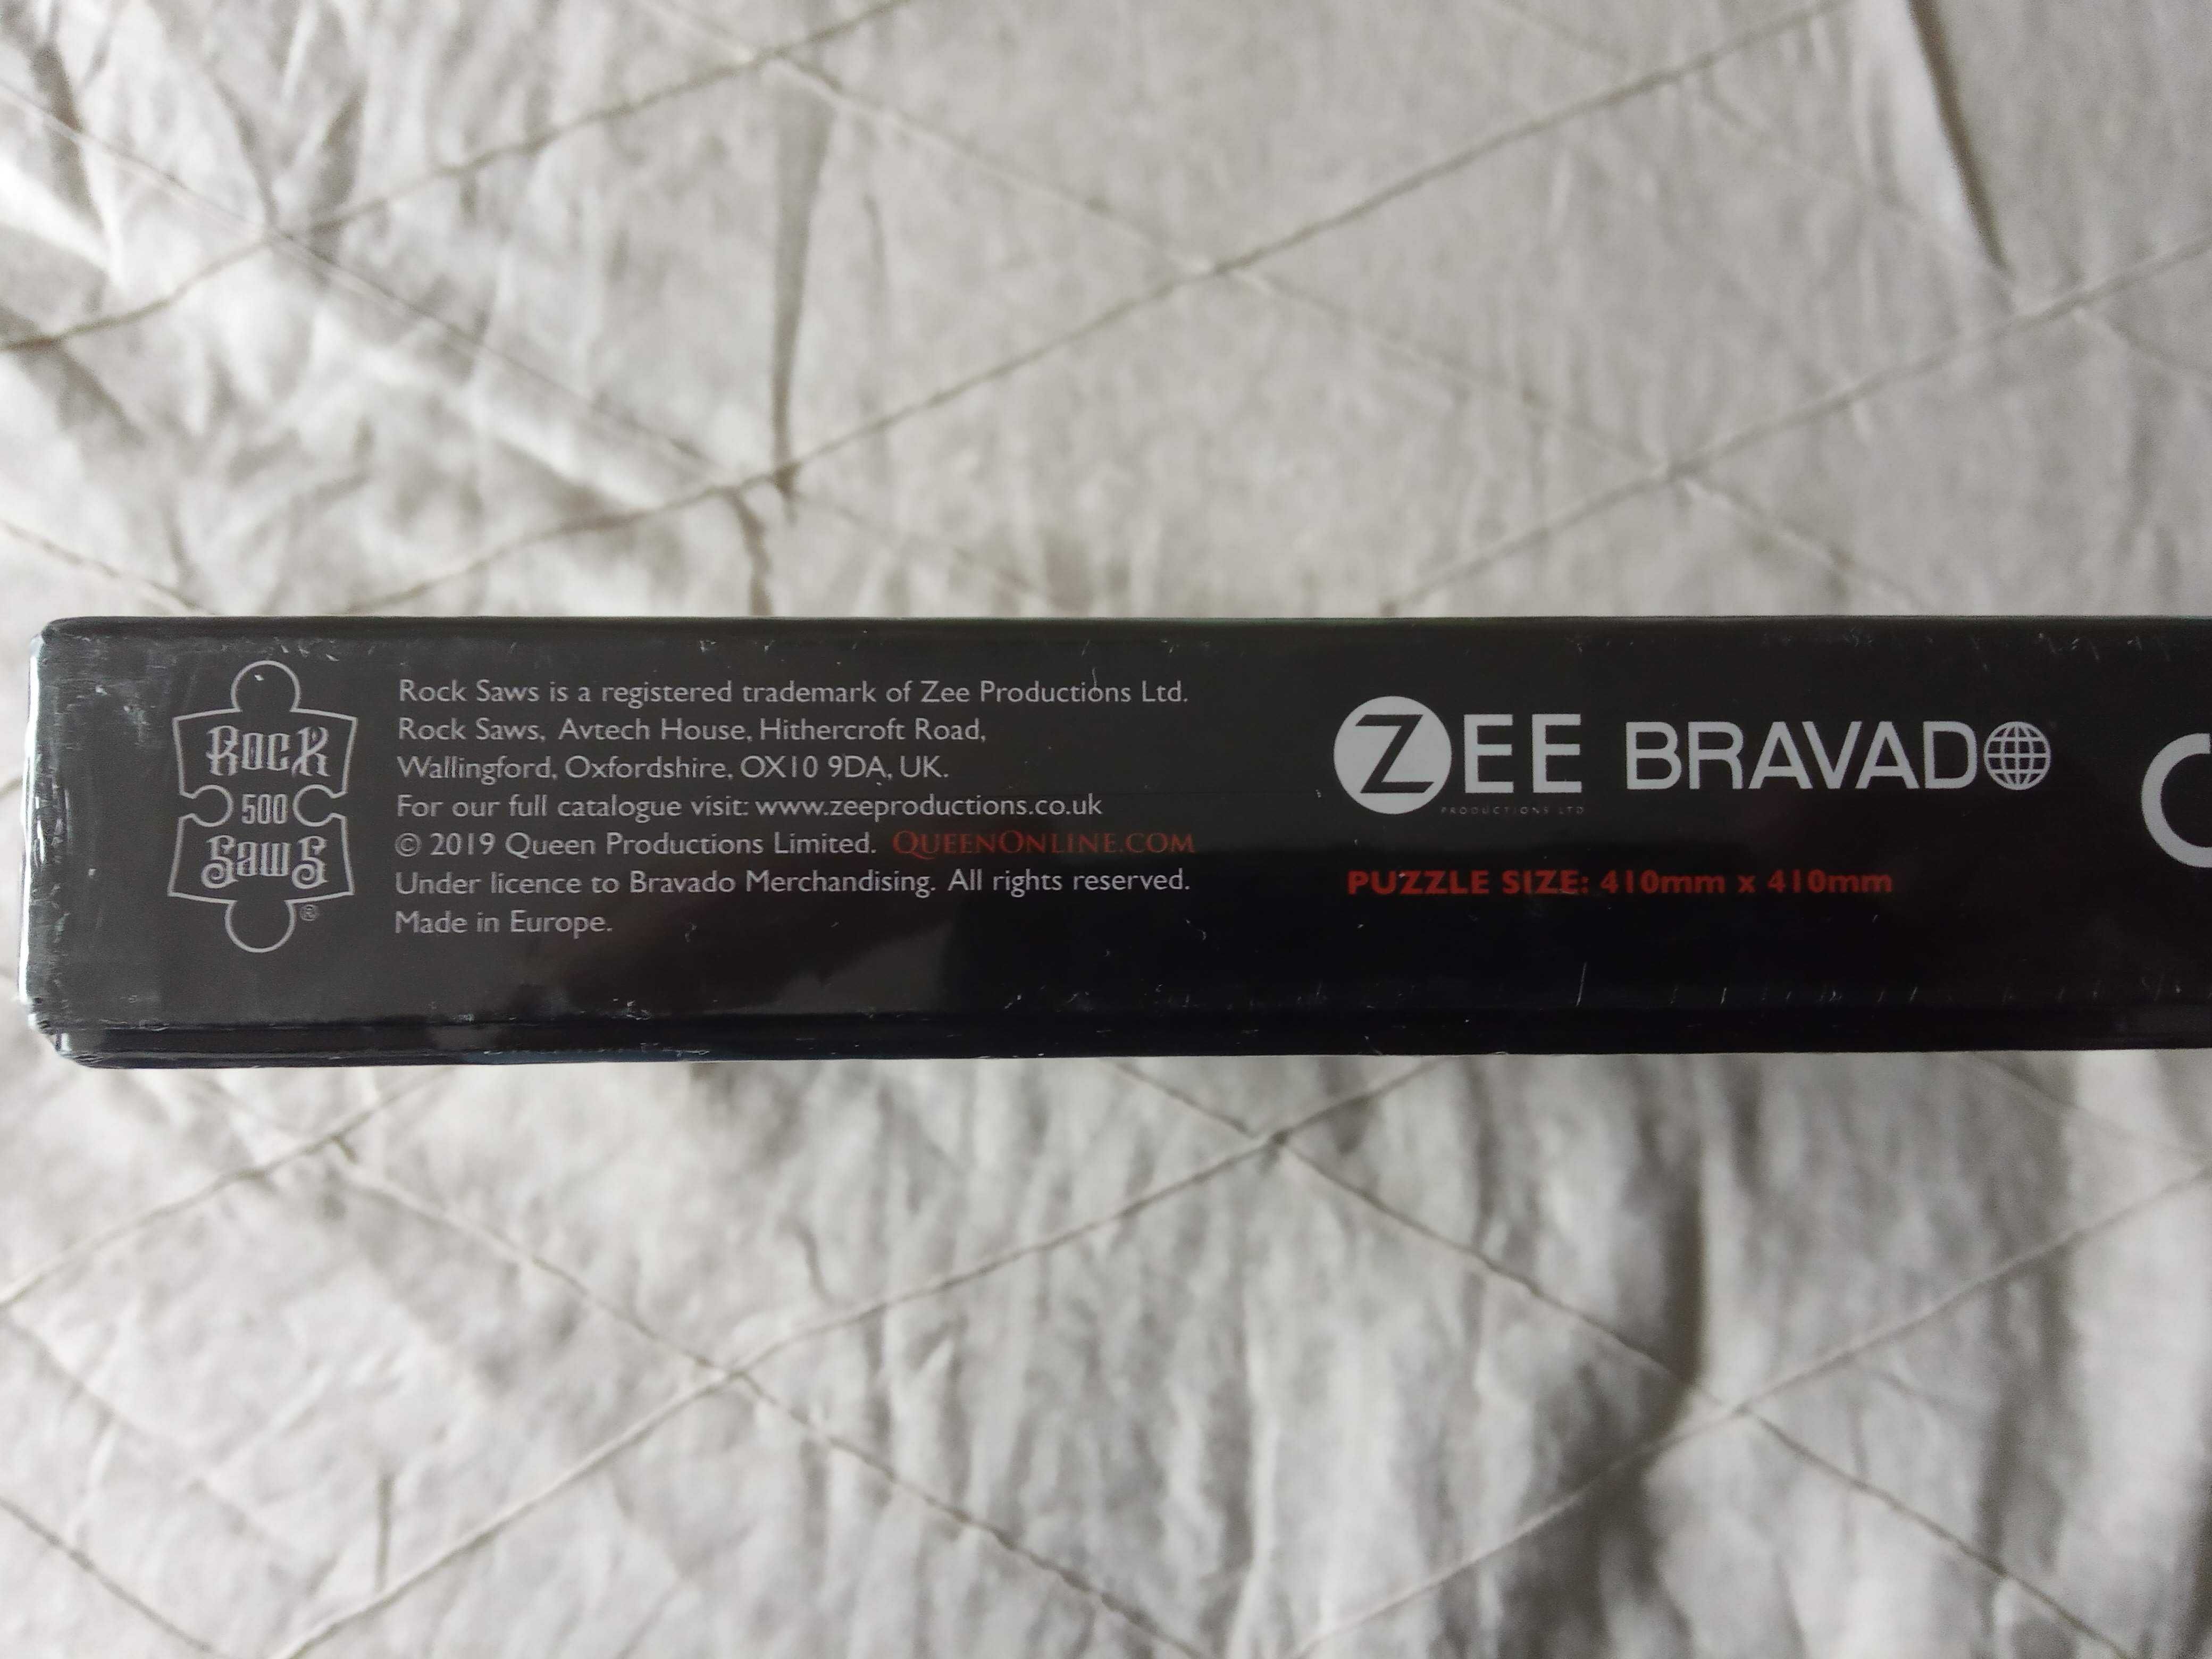 ROCK
500
SAWS
®
Rock Saws is a registered trademark of Zee Productions Ltd.
Rock Saws, Avtech House, Hithercroft Road,
Wallingford, Oxfordshire, OX10 9DA, UK.
For our full catalogue visit: www.zeeproductions.co.uk
© 2019 Queen Productions Limited. QUEENONLINE.COM
Under licence to Bravado Merchandising. All rights reserved.
Made in Europe.
ZEE BRAVADO
PRODUCTIONS LTD
PUZZLE SIZE: 410mm x 410mm